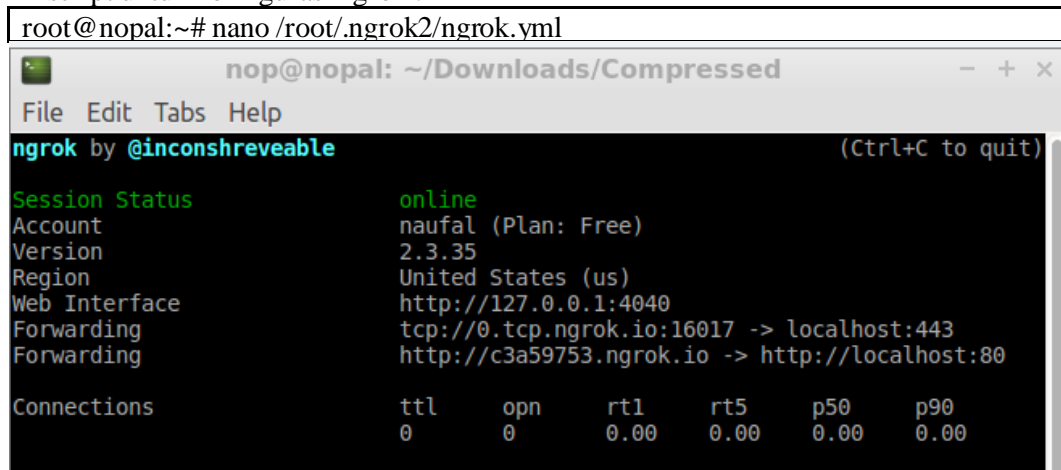 root@nopal:~# nano /root/.ngrok2/ngrok.yml
nop@nopal: ~/Downloads/Compressed
File Edit Tabs Help
ngrok by @inconshreveable (Ctrl+C to quit)
Session Status online
Account naufal (Plan: Free)
Version 2.3.35
Region United States (us)
Web Interface http://127.0.0.1:4040
Forwarding tcp://0.tcp.ngrok.io:16017 -> localhost:443
Forwarding http://c3a59753.ngrok.io -> http://localhost:80
Connections ttl opn rt1 rt5 p50 p90
0 0 0.00 0.00 0.00 0.00